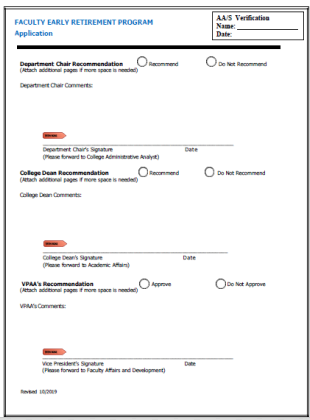 FACULTY EARLY RETIREMENT PROGRAM
Application
AA/S Verification
Name:
Date:
Department Chair Recommendation Recommend Do Not Recommend
(Attach additional pages if more space is needed)
Department Chair Comments:
Department Chair's Signature Date
(Please forward to College Administrative Analyst)
College Dean Recommendation Recommend Do Not Recommend
(Attach additional pages if more space is needed)
College Dean Comments:
College Dean's Signature Date
(Please forward to Academic Affairs)
VPAA's Recommendation Approve Do Not Approve
(Attach additional pages if more space is needed)
VPAA's Comments:
Vice President's Signature Date
(Please forward to Faculty Affairs and Development)
Revised 10/2019